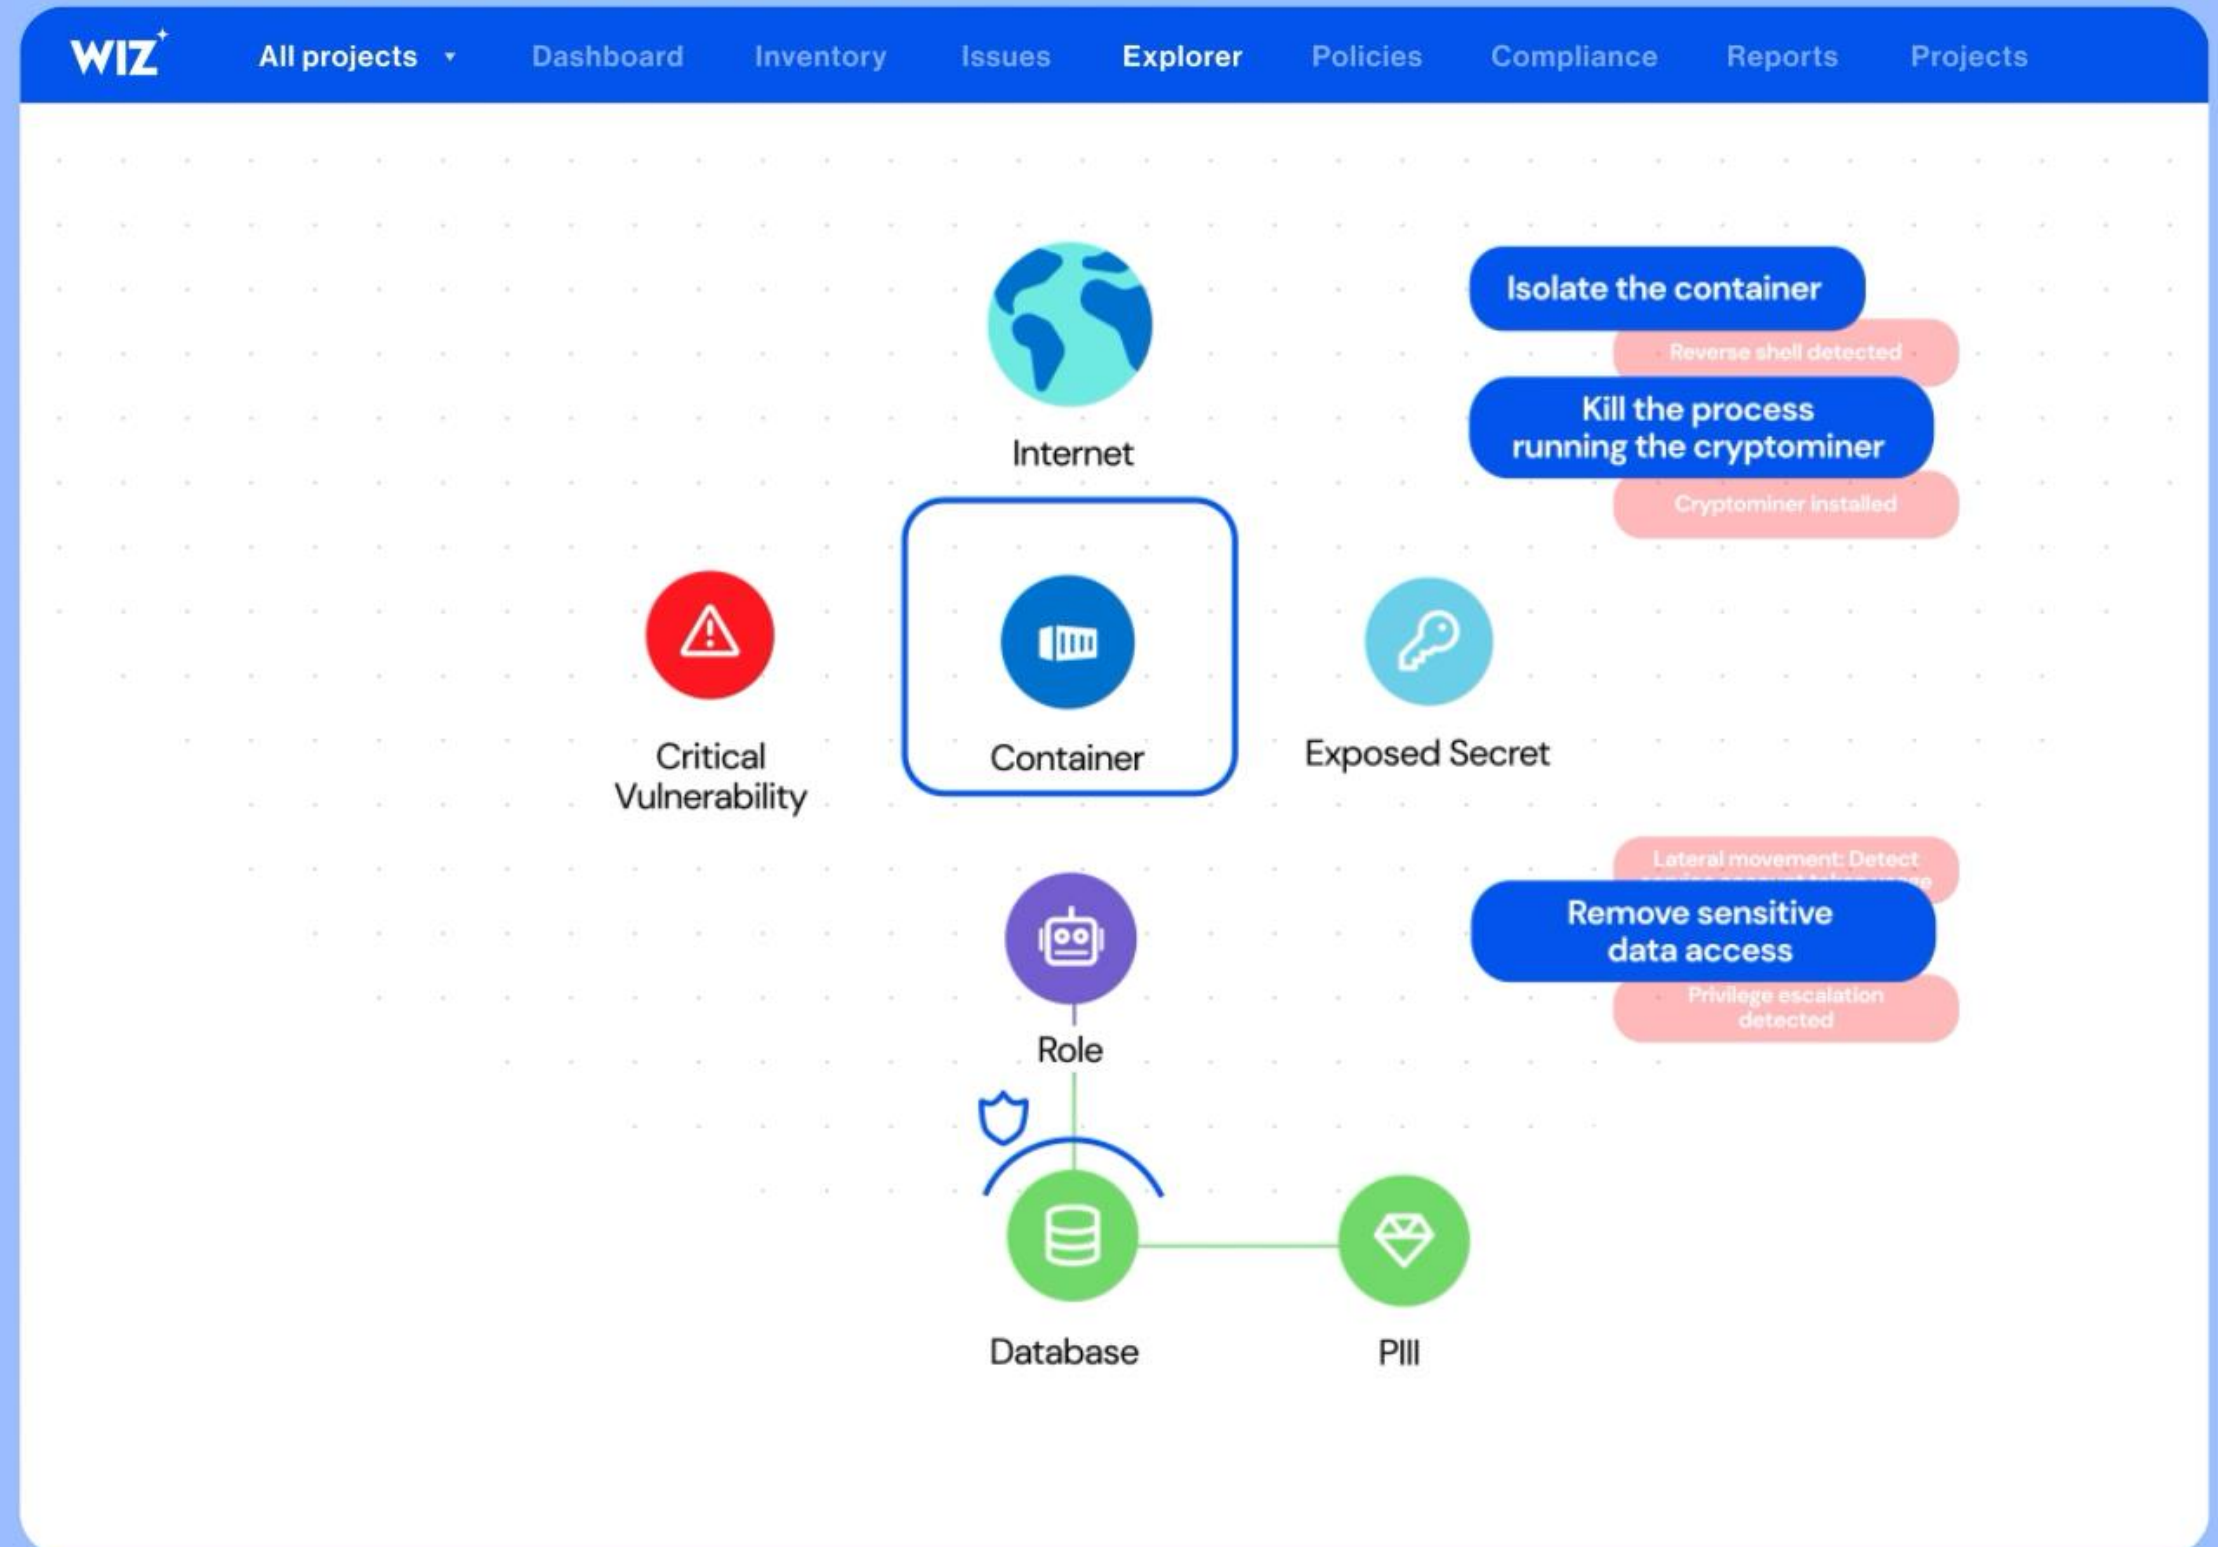 WIZ
All projects
Dashboard
Inventory
Issues
Explorer
Policies
Compliance
Reports
Projects
Isolate the container
Reverse shell detected
Kill the process
running the cryptominer
Internet
Cryptominer installed
Critical
Vulnerability
Container
Exposed Secret
Lateral movement: Detect
Remove sensitive
data access
Privilege escalation
detected
Role
Database
PIII